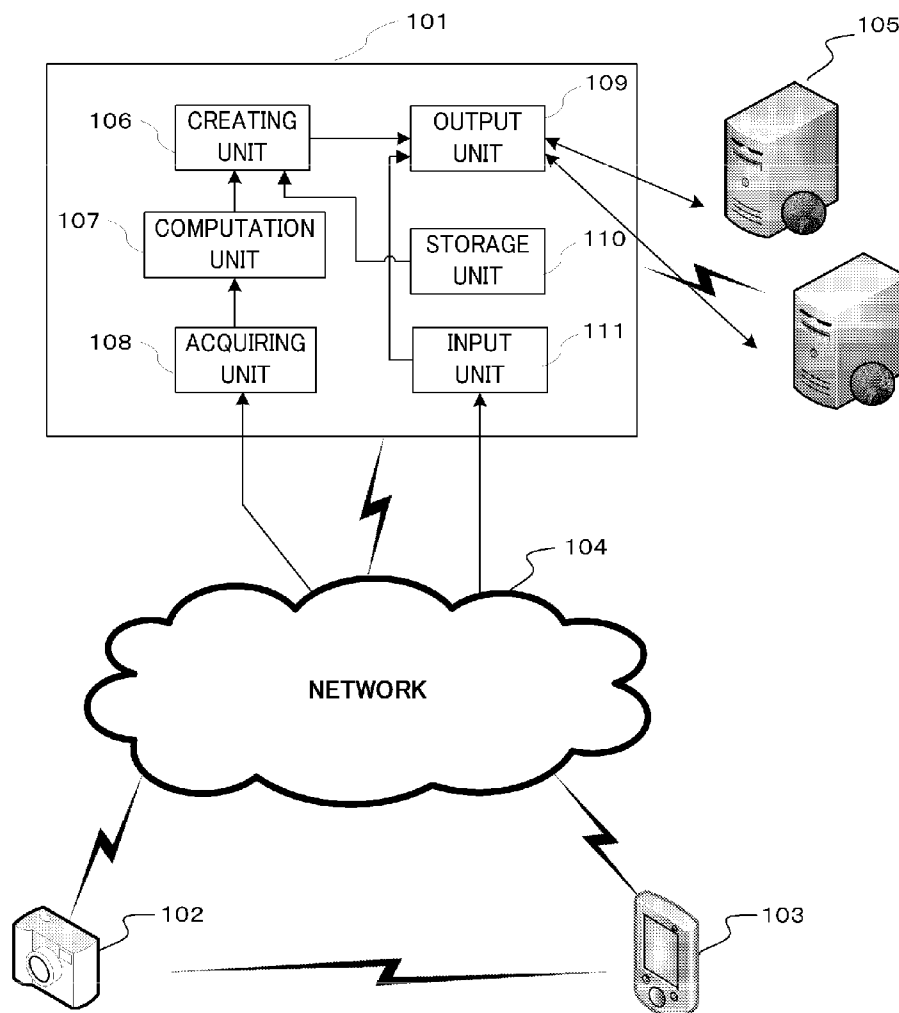 101
105
106
CREATING
UNIT
109
OUTPUT
UNIT
107
COMPUTATION
UNIT
STORAGE
UNIT
110
108
ACQUIRING
UNIT
INPUT
UNIT
111
104
NETWORK
102
103